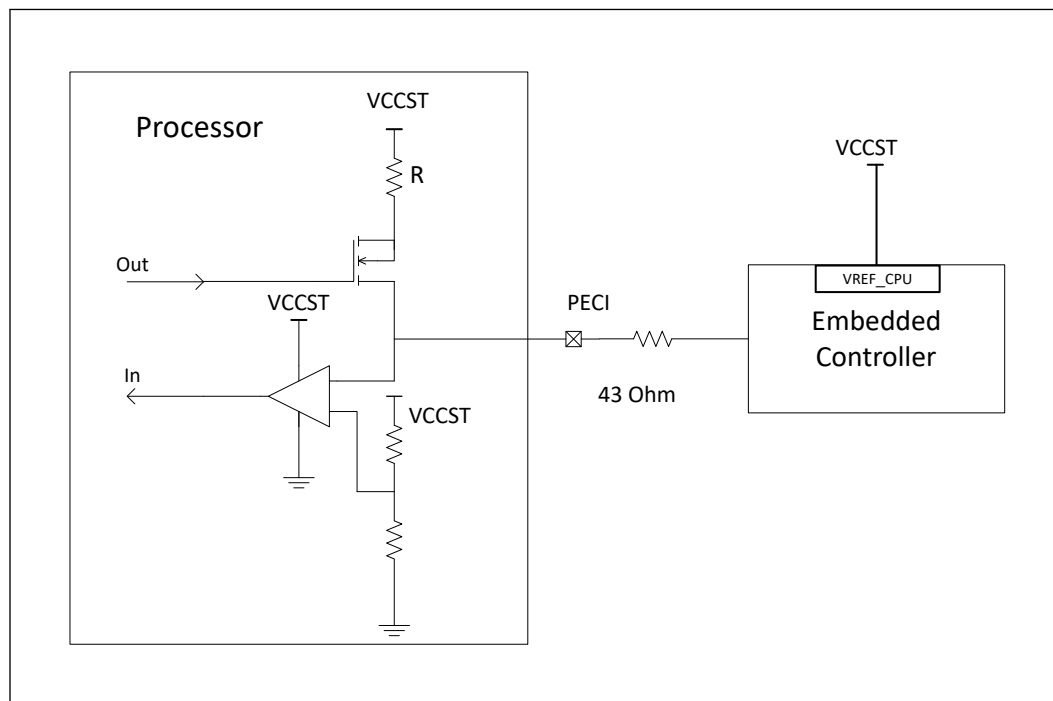 VCCST
Processor
R
VCCST
Out
VREF_CPU
VCCST
PECI
Embedded
Controller
In
43 Ohm
VCCST